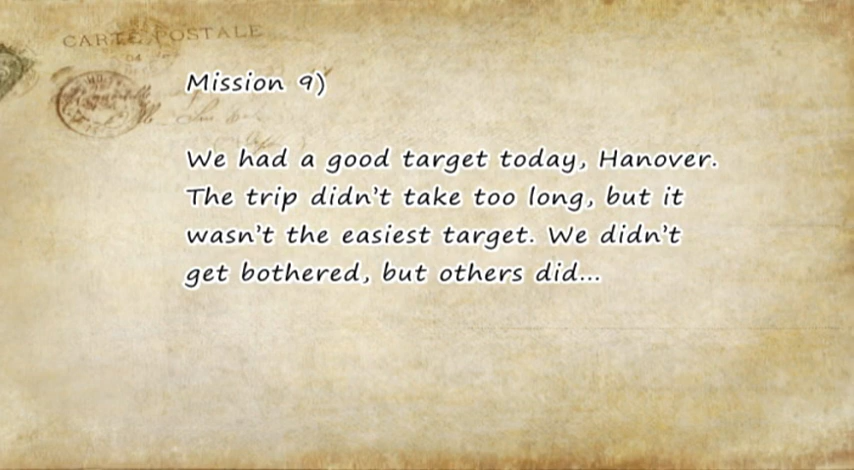 CARTE POSTALE
Mission 9)
We had a good target today, Hanover.
The trip didn't take too long, but it
wasn't the easiest target. We didn't
get bothered, but others did...